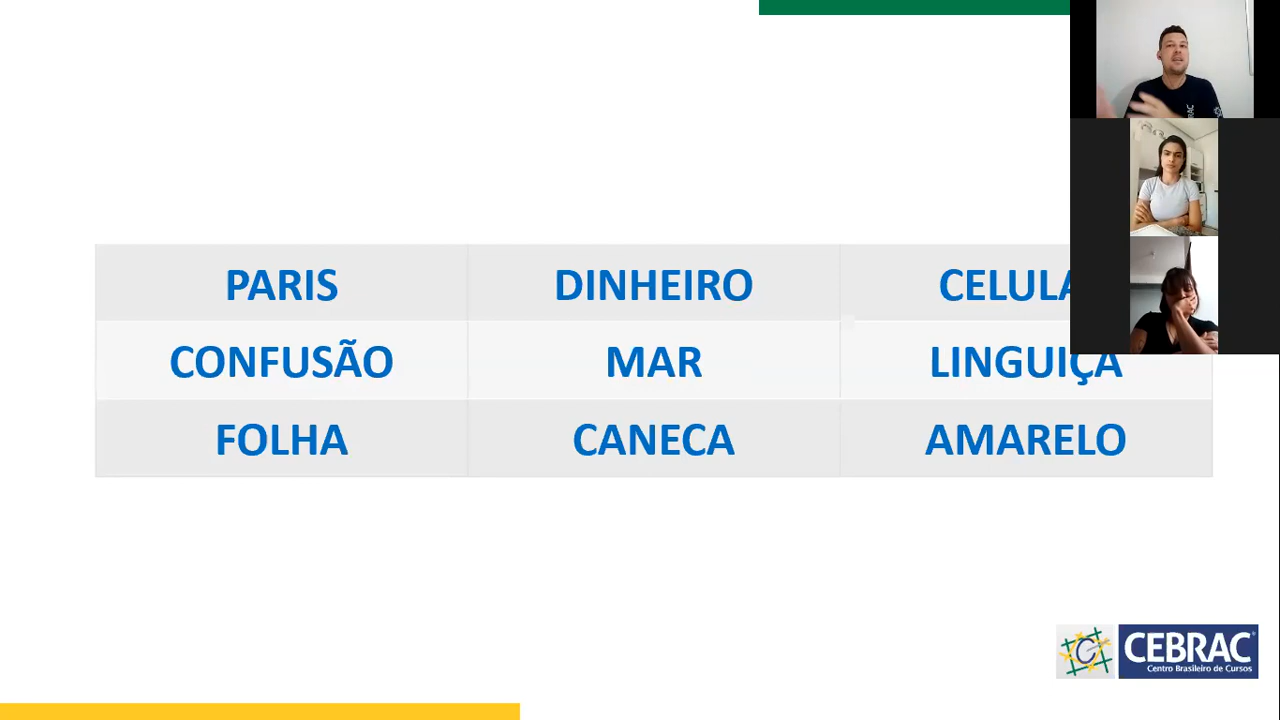 PARIS DINHEIRO
CONFUSÃO MAR LINGUIÇA
FOLHA CANECA AMARELO
CEBRAC
Centro Brasileiro de Cursos